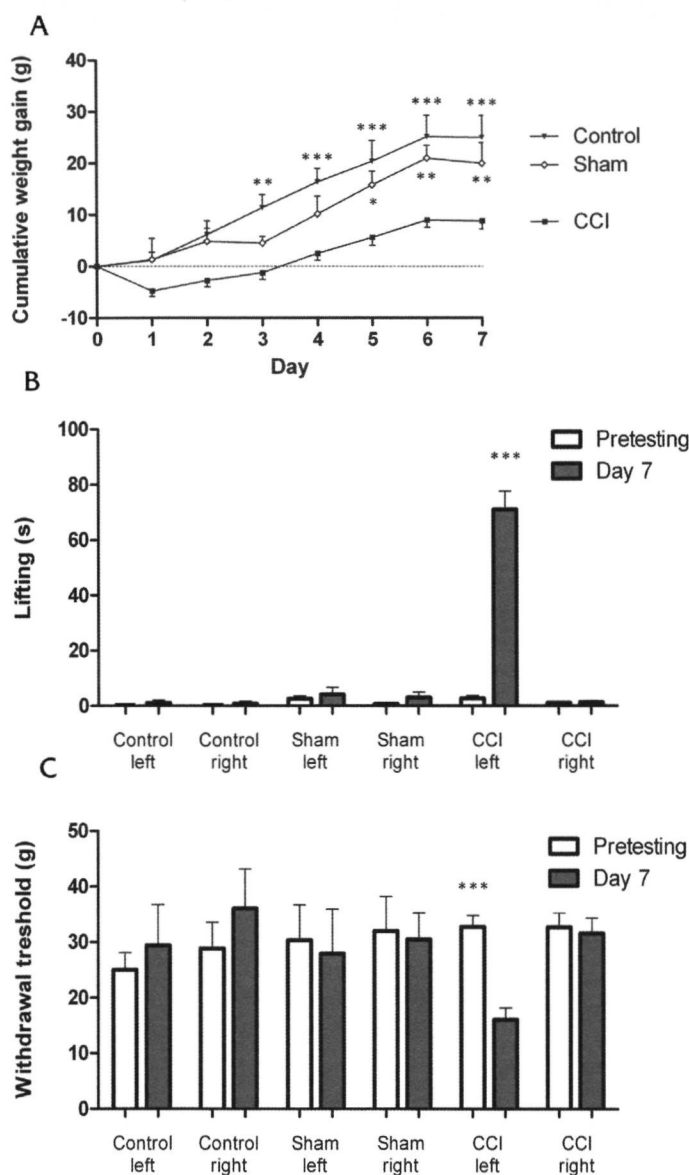 A
Cumulative weight gain (g)
40
30
20
10
0
-10
** *** *** *** ***
* ** **
Control
Sham
CCI
0 1 2 3 4 5 6 7
Day
B
Lifting (s)
100
80
60
40
20
0
***
Pretesting
Day 7
Control left
Control right
Sham left
Sham right
CCI left
CCI right
C
Withdrawal treshold (g)
50
40
30
20
10
0
***
Pretesting
Day 7
Control left
Control right
Sham left
Sham right
CCI left
CCI right